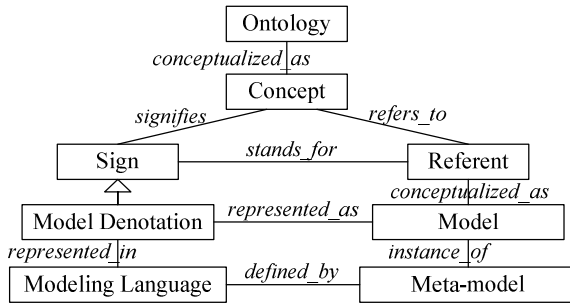 Ontology
conceptualized_as
Concept
signifies
refers_to
Sign
stands_for
Referent
conceptualized_as
Model Denotation
represented_as
Model
represented_in
instance_of
Modeling Language
defined_by
Meta-model